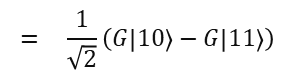 = 1/√2 (G|10⟩ − G|11⟩)